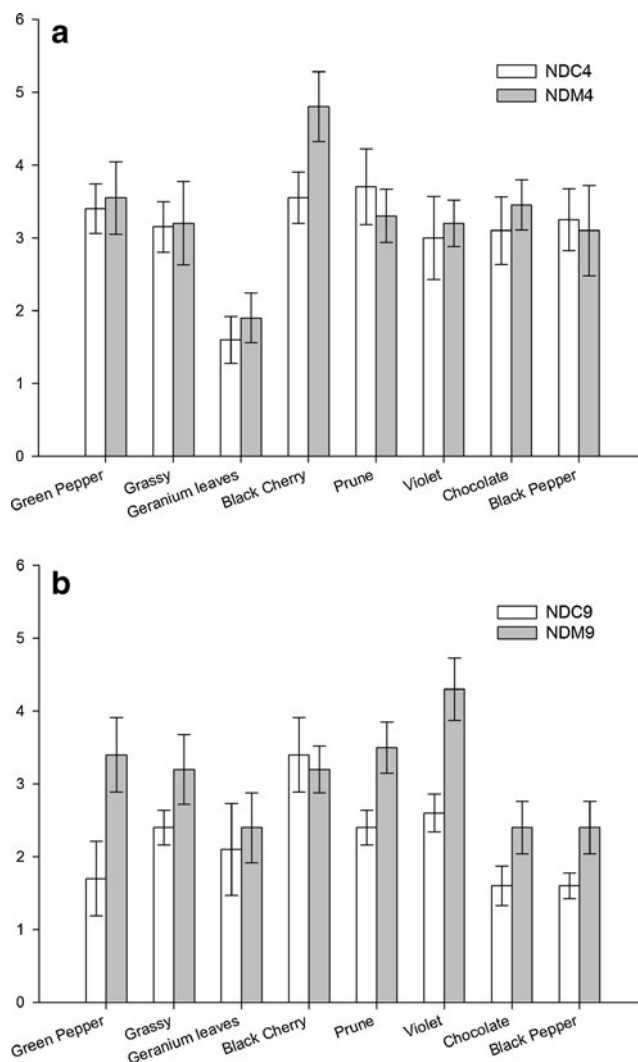 6
a
NDC4
NDM4
5
4
3
2
1
0
Green Pepper
Grassy
Geranium leaves
Black Cherry
Prune
Violet
Chocolate
Black Pepper
6
b
NDC9
NDM9
5
4
3
2
1
0
Green Pepper
Grassy
Geranium leaves
Black Cherry
Prune
Violet
Chocolate
Black Pepper